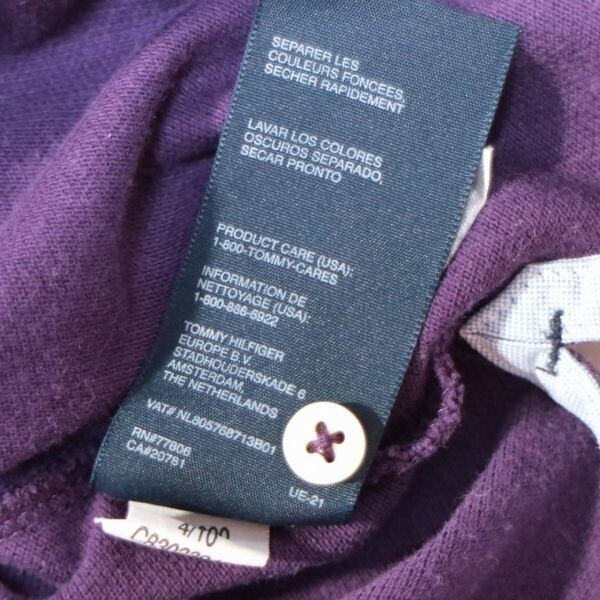 SEPARER LES
COULEURS FONCEES,
SECHER RAPIDEMENT
LAVAR LOS COLORES
OSCUROS SEPARADO,
SECAR PRONTO
PRODUCT CARE (USA):
1-800-TOMMY-CARES
INFORMATION DE
NETTOYAGE (USA):
1-800-866-6922
TOMMY HILFIGER
EUROPE B.V.
STADHOUDERSKADE 6
AMSTERDAM,
THE NETHERLANDS
VAT# NL805768713B01
RN#77806
CA#20781
UE-21